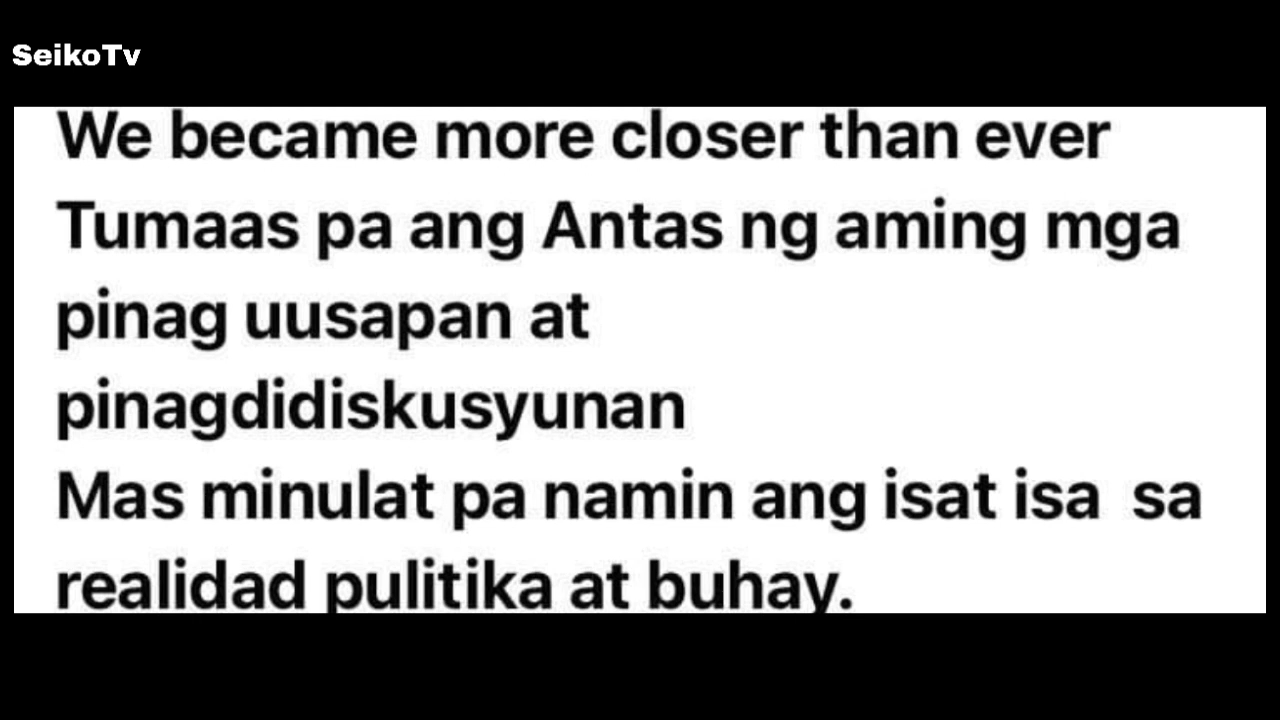 SeikoTv
We became more closer than ever
Tumaas pa ang Antas ng aming mga
pinag uusapan at
pinagdidiskusyunan
Mas minulat pa namin ang isat isa  sa
realidad pulitika at buhay.